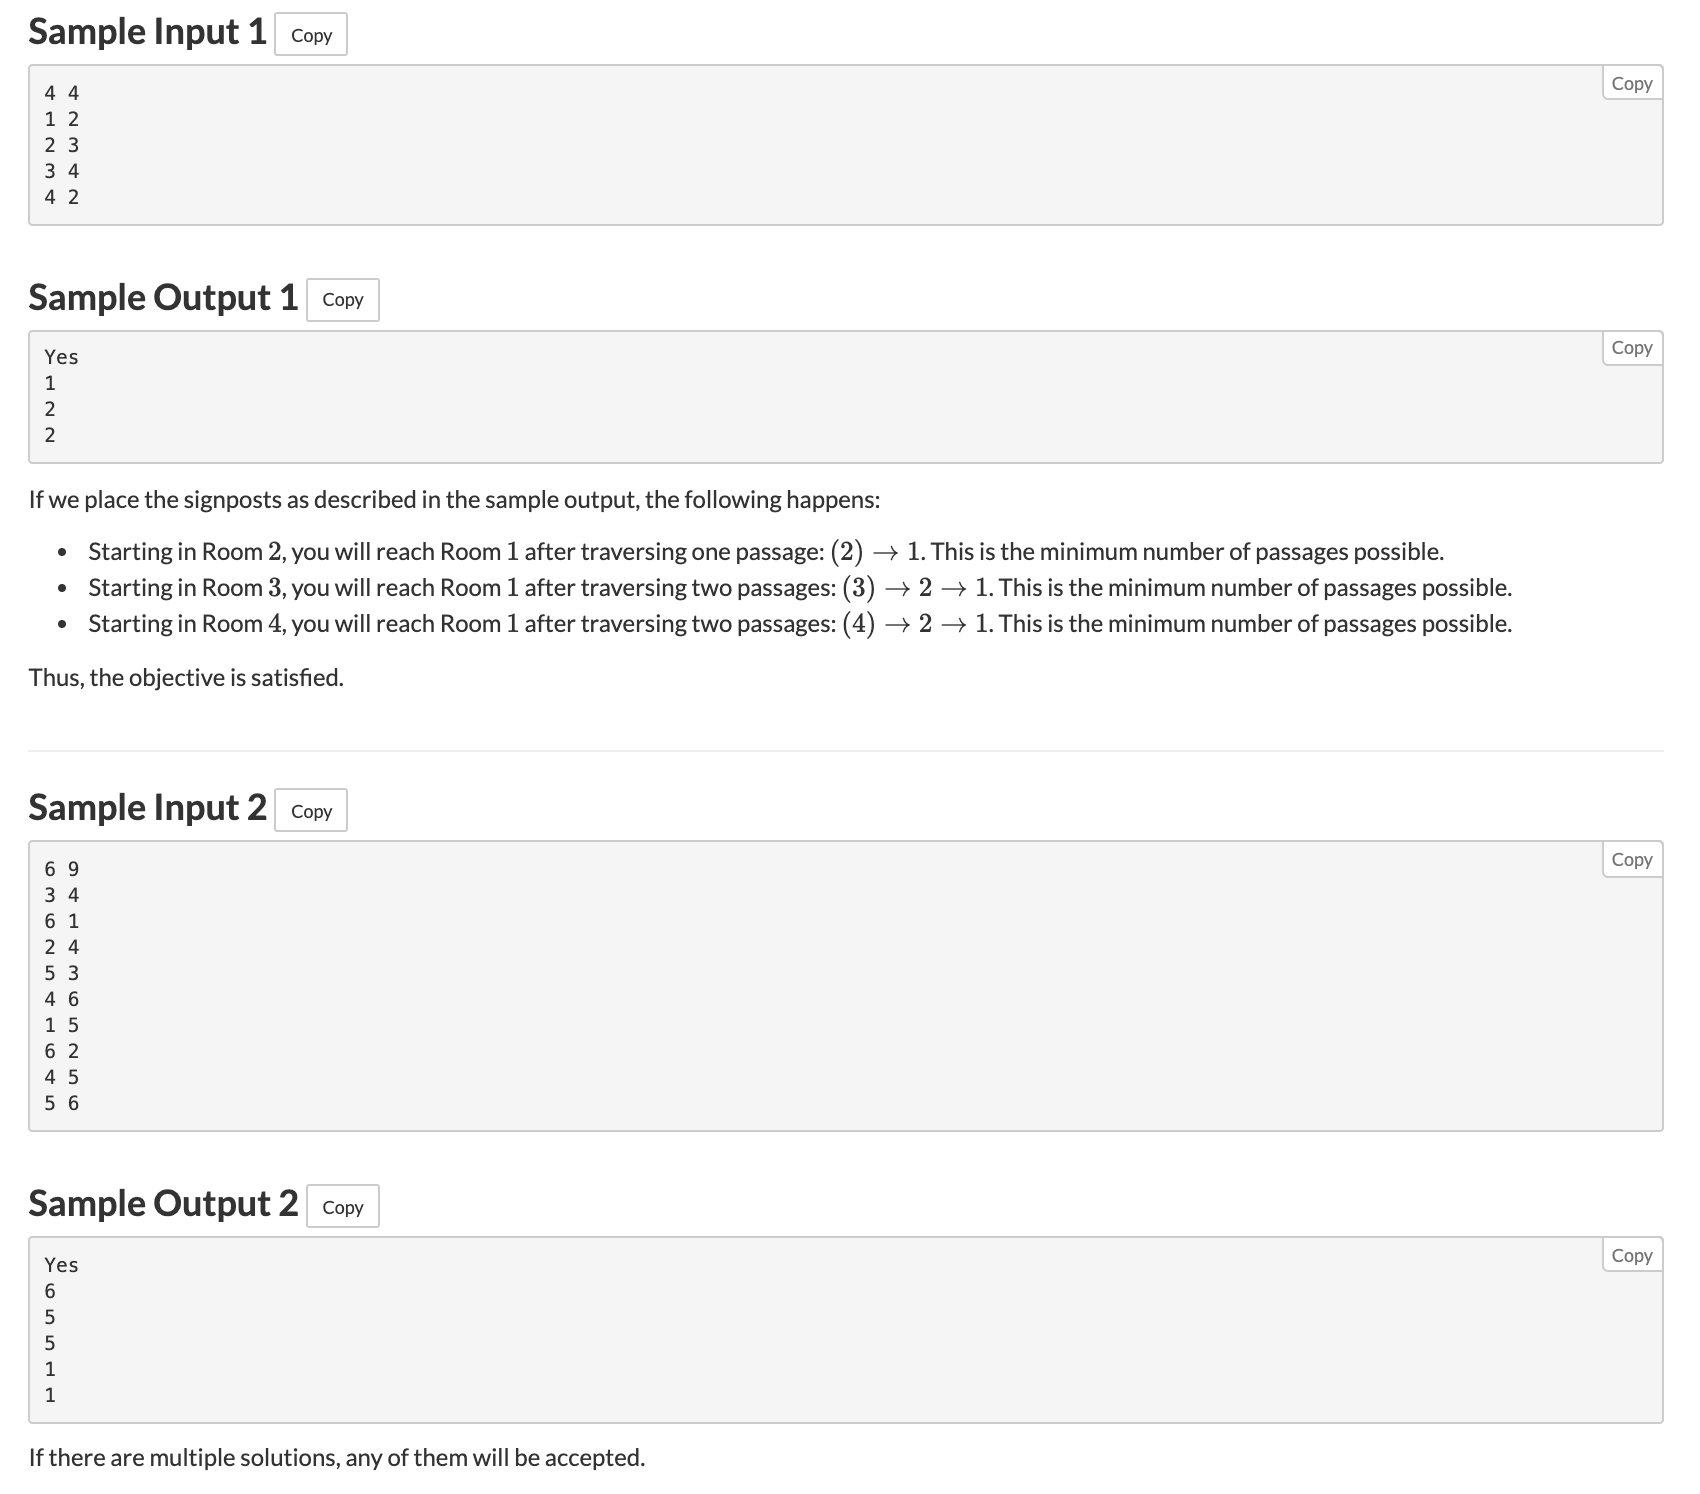 Sample Input 1 Copy
Copy
4 4
1 2
2 3
3 4
4 2
Sample Output 1 Copy
Copy
Yes
1
2
2
If we place the signposts as described in the sample output, the following happens:
• Starting in Room 2, you will reach Room 1 after traversing one passage: (2) → 1. This is the minimum number of passages possible.
• Starting in Room 3, you will reach Room 1 after traversing two passages: (3) → 2 → 1. This is the minimum number of passages possible.
• Starting in Room 4, you will reach Room 1 after traversing two passages: (4) → 2 → 1. This is the minimum number of passages possible.
Thus, the objective is satisfied.
Sample Input 2 Copy
Copy
6 9
3 4
6 1
2 4
5 3
4 6
1 5
6 2
4 5
5 6
Sample Output 2 Copy
Copy
Yes
6
5
5
1
1
If there are multiple solutions, any of them will be accepted.